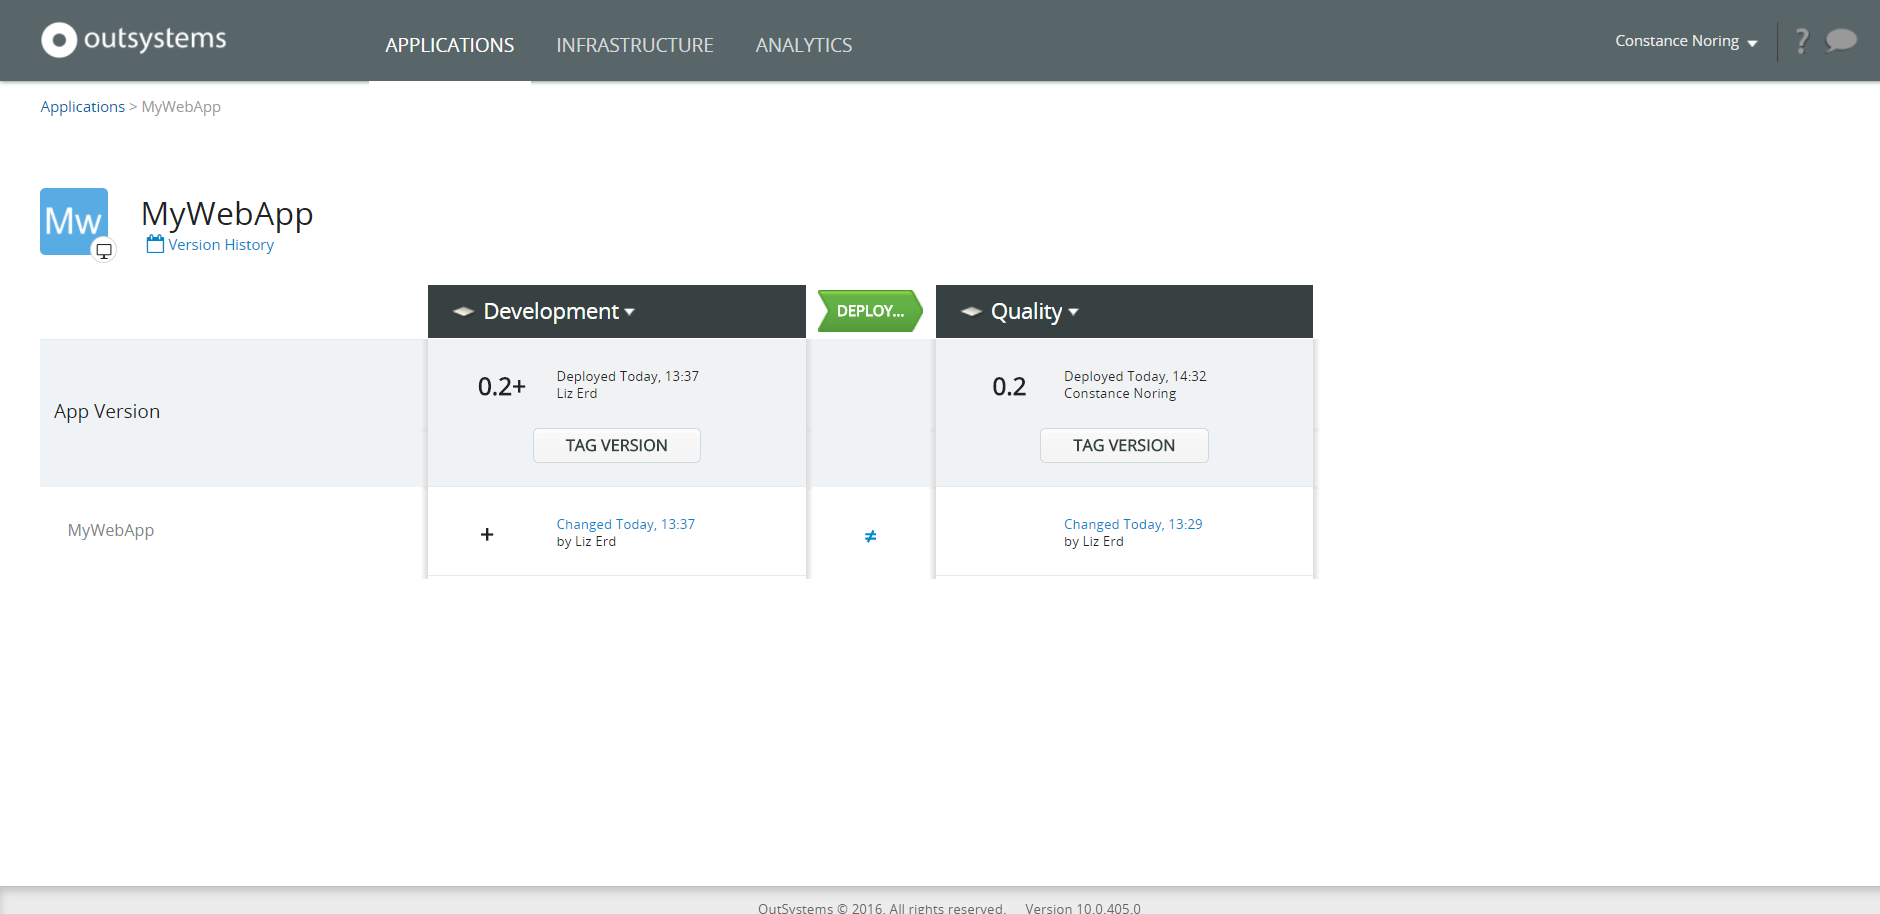 outsystems
APPLICATIONS INFRASTRUCTURE ANALYTICS
Constance Noring
?
Applications > MyWebApp
Mw
MyWebApp
Version History
Development
DEPLOY...
Quality
App Version
0.2+
Deployed Today, 13:37
Liz Erd
TAG VERSION
0.2
Deployed Today, 14:32
Constance Noring
TAG VERSION
MyWebApp
+
Changed Today, 13:37
by Liz Erd
≠
Changed Today, 13:29
by Liz Erd
OutSystems © 2016. All rights reserved. Version 10.0.405.0